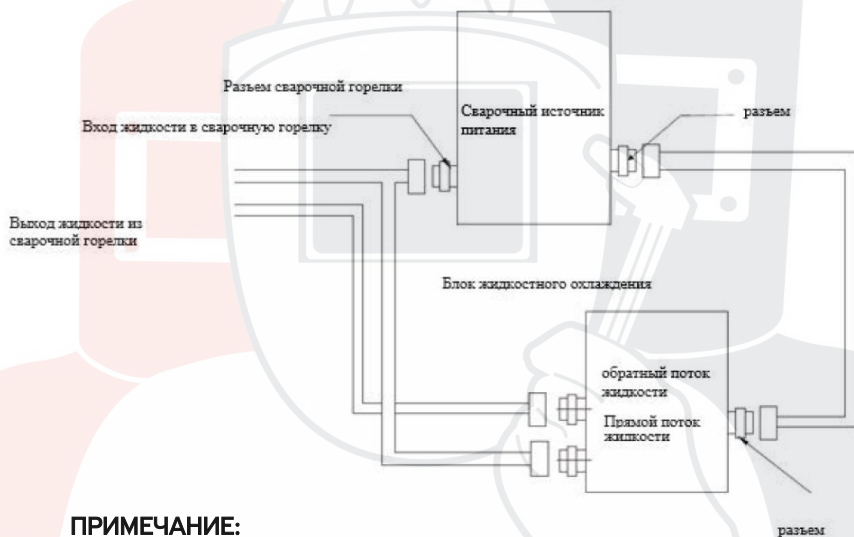 Разъем сварочной горелки
Вход жидкости в сварочную горелку
Сварочный источник
питания
разъем
Выход жидкости из
сварочной горелки
Блок жидкостного охлаждения
обратный поток
жидкости
Прямой поток
жидкости
разъем
ПРИМЕЧАНИЕ: